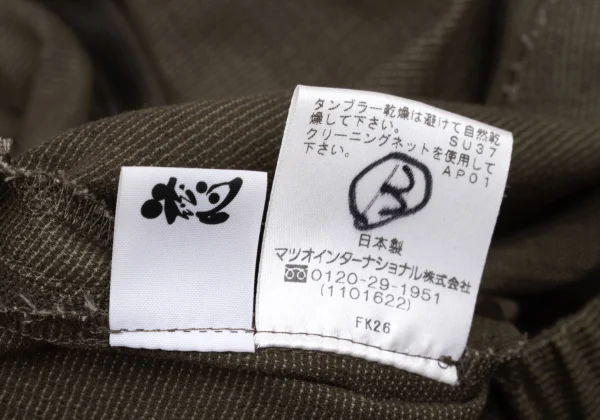 タンブラー乾燥は避けて自然乾
燥して下さい。 SU37
クリーニングネットを使用して
下さい。 AP01
日本製
マツオインターナショナル株式会社
0120-29-1951
(1101622)
FK26